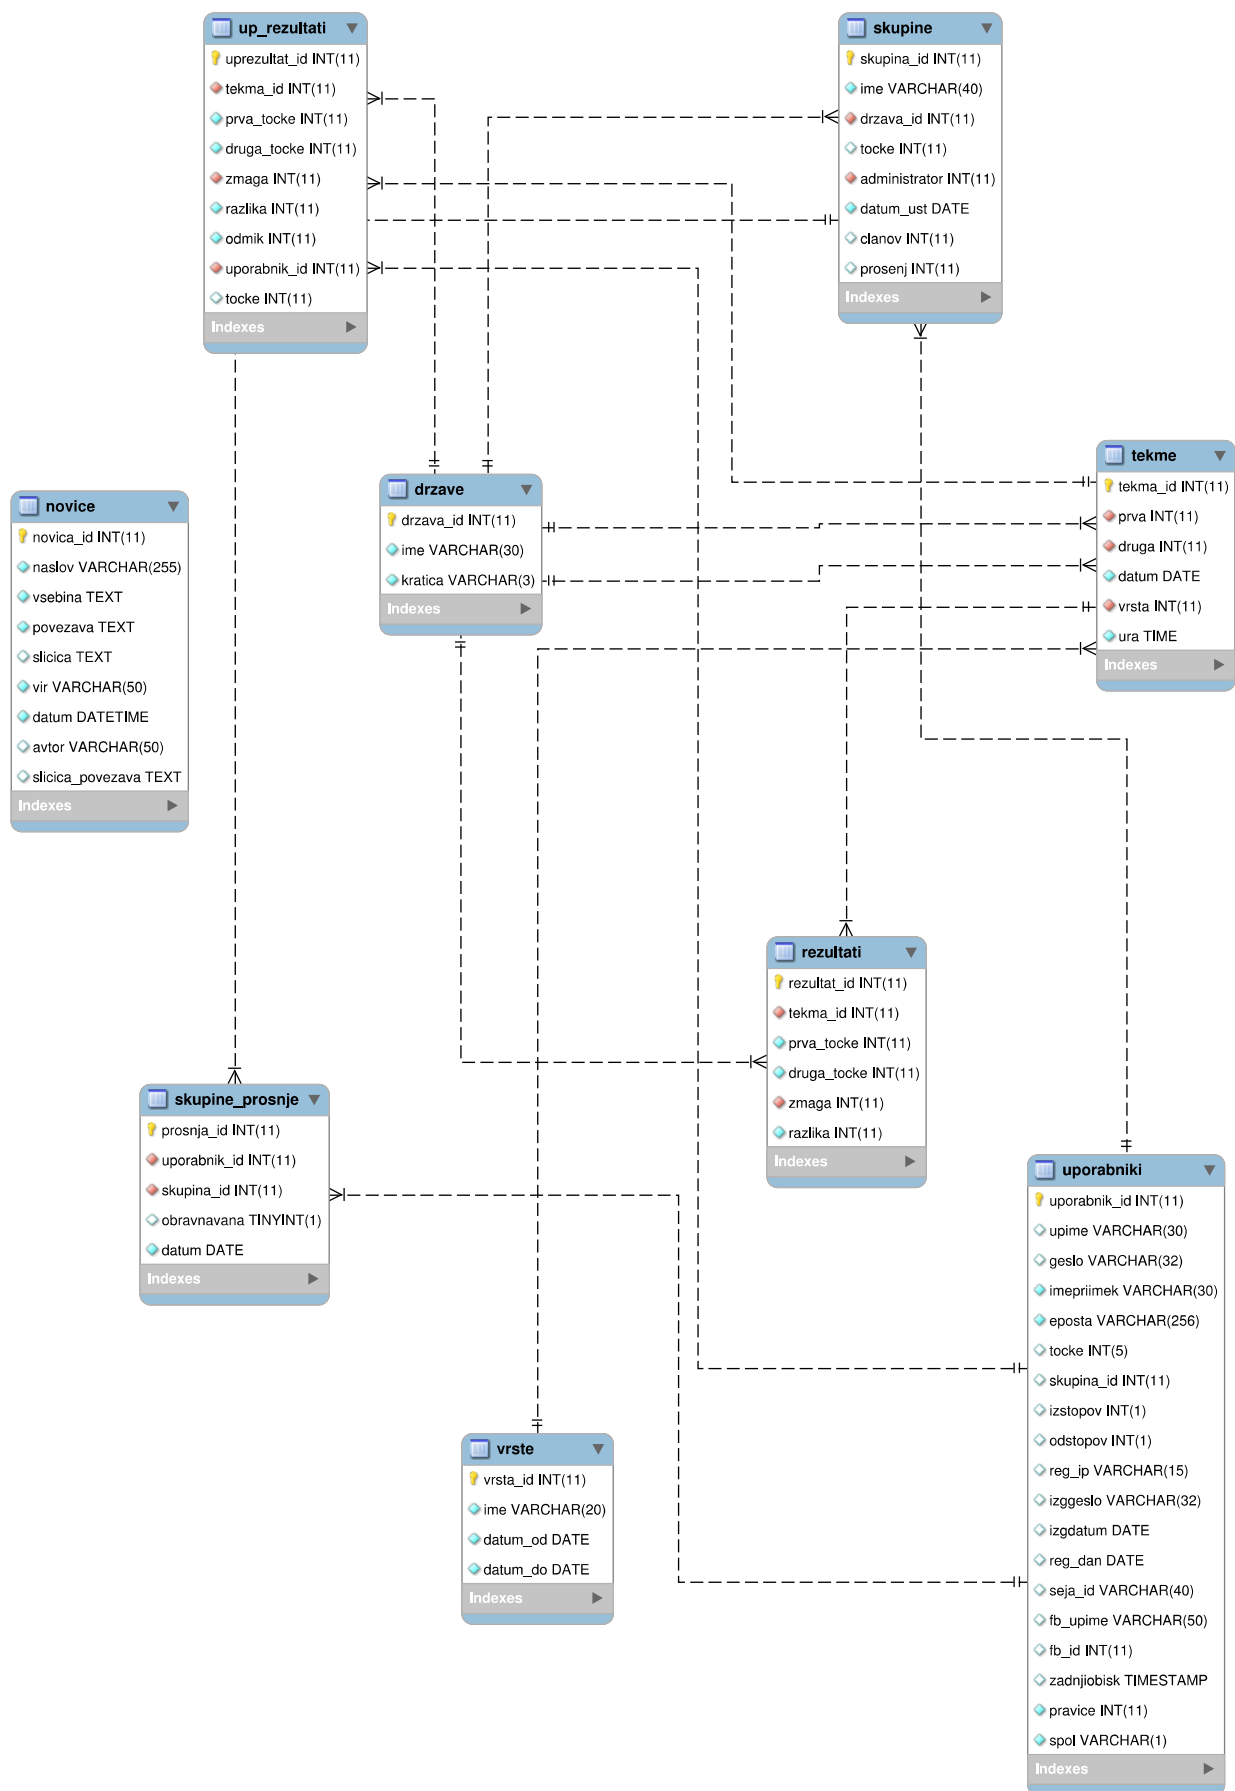 up_rezultati
uprezultat_id INT(11)
tekma_id INT(11)
prva_tocke INT(11)
druga_tocke INT(11)
zmaga INT(11)
razlika INT(11)
odmik INT(11)
uporabnik_id INT(11)
tocke INT(11)
Indexes
skupine
skupina_id INT(11)
ime VARCHAR(40)
drzava_id INT(11)
tocke INT(11)
administrator INT(11)
datum_ust DATE
clanov INT(11)
prosenj INT(11)
Indexes
tekme
tekma_id INT(11)
prva INT(11)
druga INT(11)
datum DATE
vrsta INT(11)
ura TIME
Indexes
drzave
drzava_id INT(11)
ime VARCHAR(30)
kratica VARCHAR(3)
Indexes
novice
novica_id INT(11)
naslov VARCHAR(255)
vsebina TEXT
povezava TEXT
slicica TEXT
vir VARCHAR(50)
datum DATETIME
avtor VARCHAR(50)
slicica_povezava TEXT
Indexes
rezultati
rezultat_id INT(11)
tekma_id INT(11)
prva_tocke INT(11)
druga_tocke INT(11)
zmaga INT(11)
razlika INT(11)
Indexes
skupine_prosnje
prosnja_id INT(11)
uporabnik_id INT(11)
skupina_id INT(11)
obravnavana TINYINT(1)
datum DATE
Indexes
uporabniki
uporabnik_id INT(11)
upime VARCHAR(30)
geslo VARCHAR(32)
imepriimek VARCHAR(30)
eposta VARCHAR(256)
tocke INT(5)
skupina_id INT(11)
izstopov INT(1)
odstopov INT(1)
reg_ip VARCHAR(15)
izggeslo VARCHAR(32)
izgdatum DATE
reg_dan DATE
seja_id VARCHAR(40)
fb_upime VARCHAR(50)
fb_id INT(11)
zadnjiobisk TIMESTAMP
pravice INT(11)
spol VARCHAR(1)
Indexes
vrste
vrsta_id INT(11)
ime VARCHAR(20)
datum_od DATE
datum_do DATE
Indexes